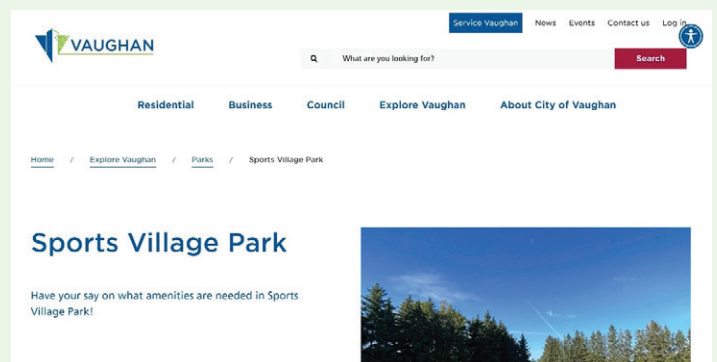 Service Vaughan News Events Contact us Log in
VAUGHAN
What are you looking for? Search
Residential Business Council Explore Vaughan About City of Vaughan
Home / Explore Vaughan / Parks / Sports Village Park
Sports Village Park
Have your say on what amenities are needed in Sports
Village Park!